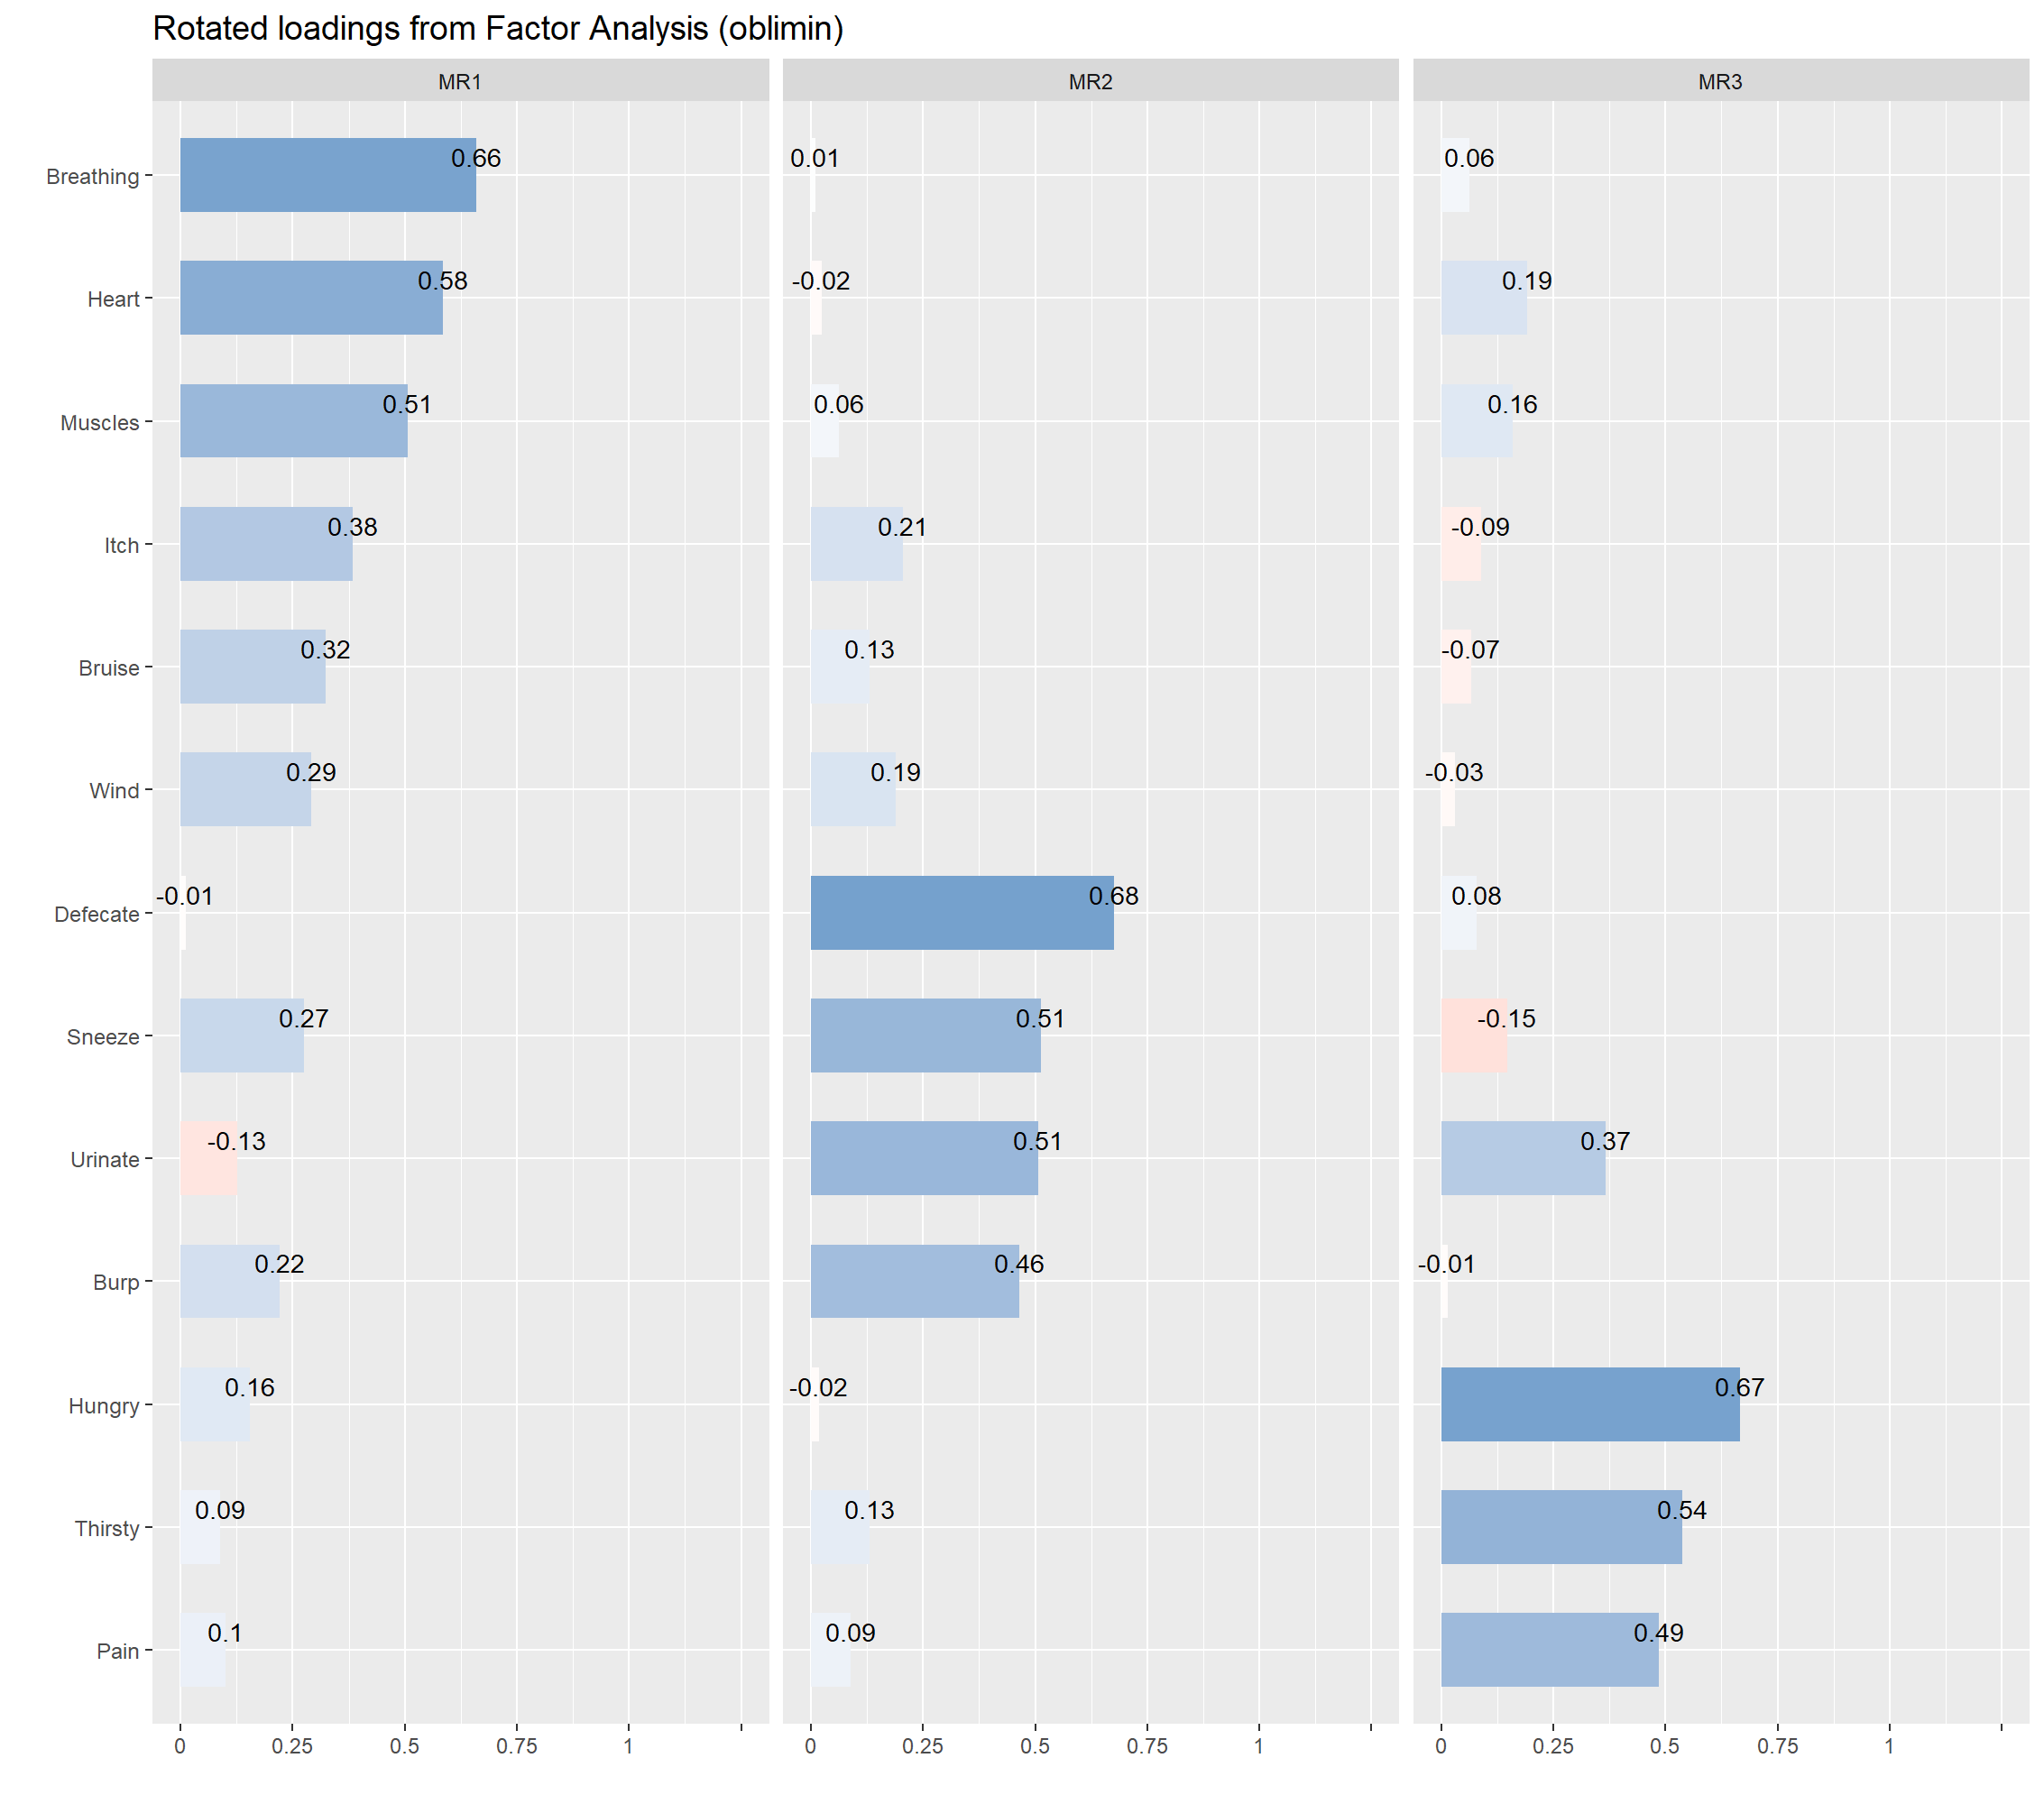 Rotated loadings from Factor Analysis (oblimin)
MR1 MR2 MR3
Breathing 0.66 0.01 0.06
Heart 0.58 -0.02 0.19
Muscles 0.51 0.06 0.16
Itch 0.38 0.21 -0.09
Bruise 0.32 0.13 -0.07
Wind 0.29 0.19 -0.03
Defecate -0.01 0.68 0.08
Sneeze 0.27 0.51 -0.15
Urinate -0.13 0.51 0.37
Burp 0.22 0.46 -0.01
Hungry 0.16 -0.02 0.67
Thirsty 0.09 0.13 0.54
Pain 0.1 0.09 0.49
0 0.25 0.5 0.75 1 0 0.25 0.5 0.75 1 0 0.25 0.5 0.75 1